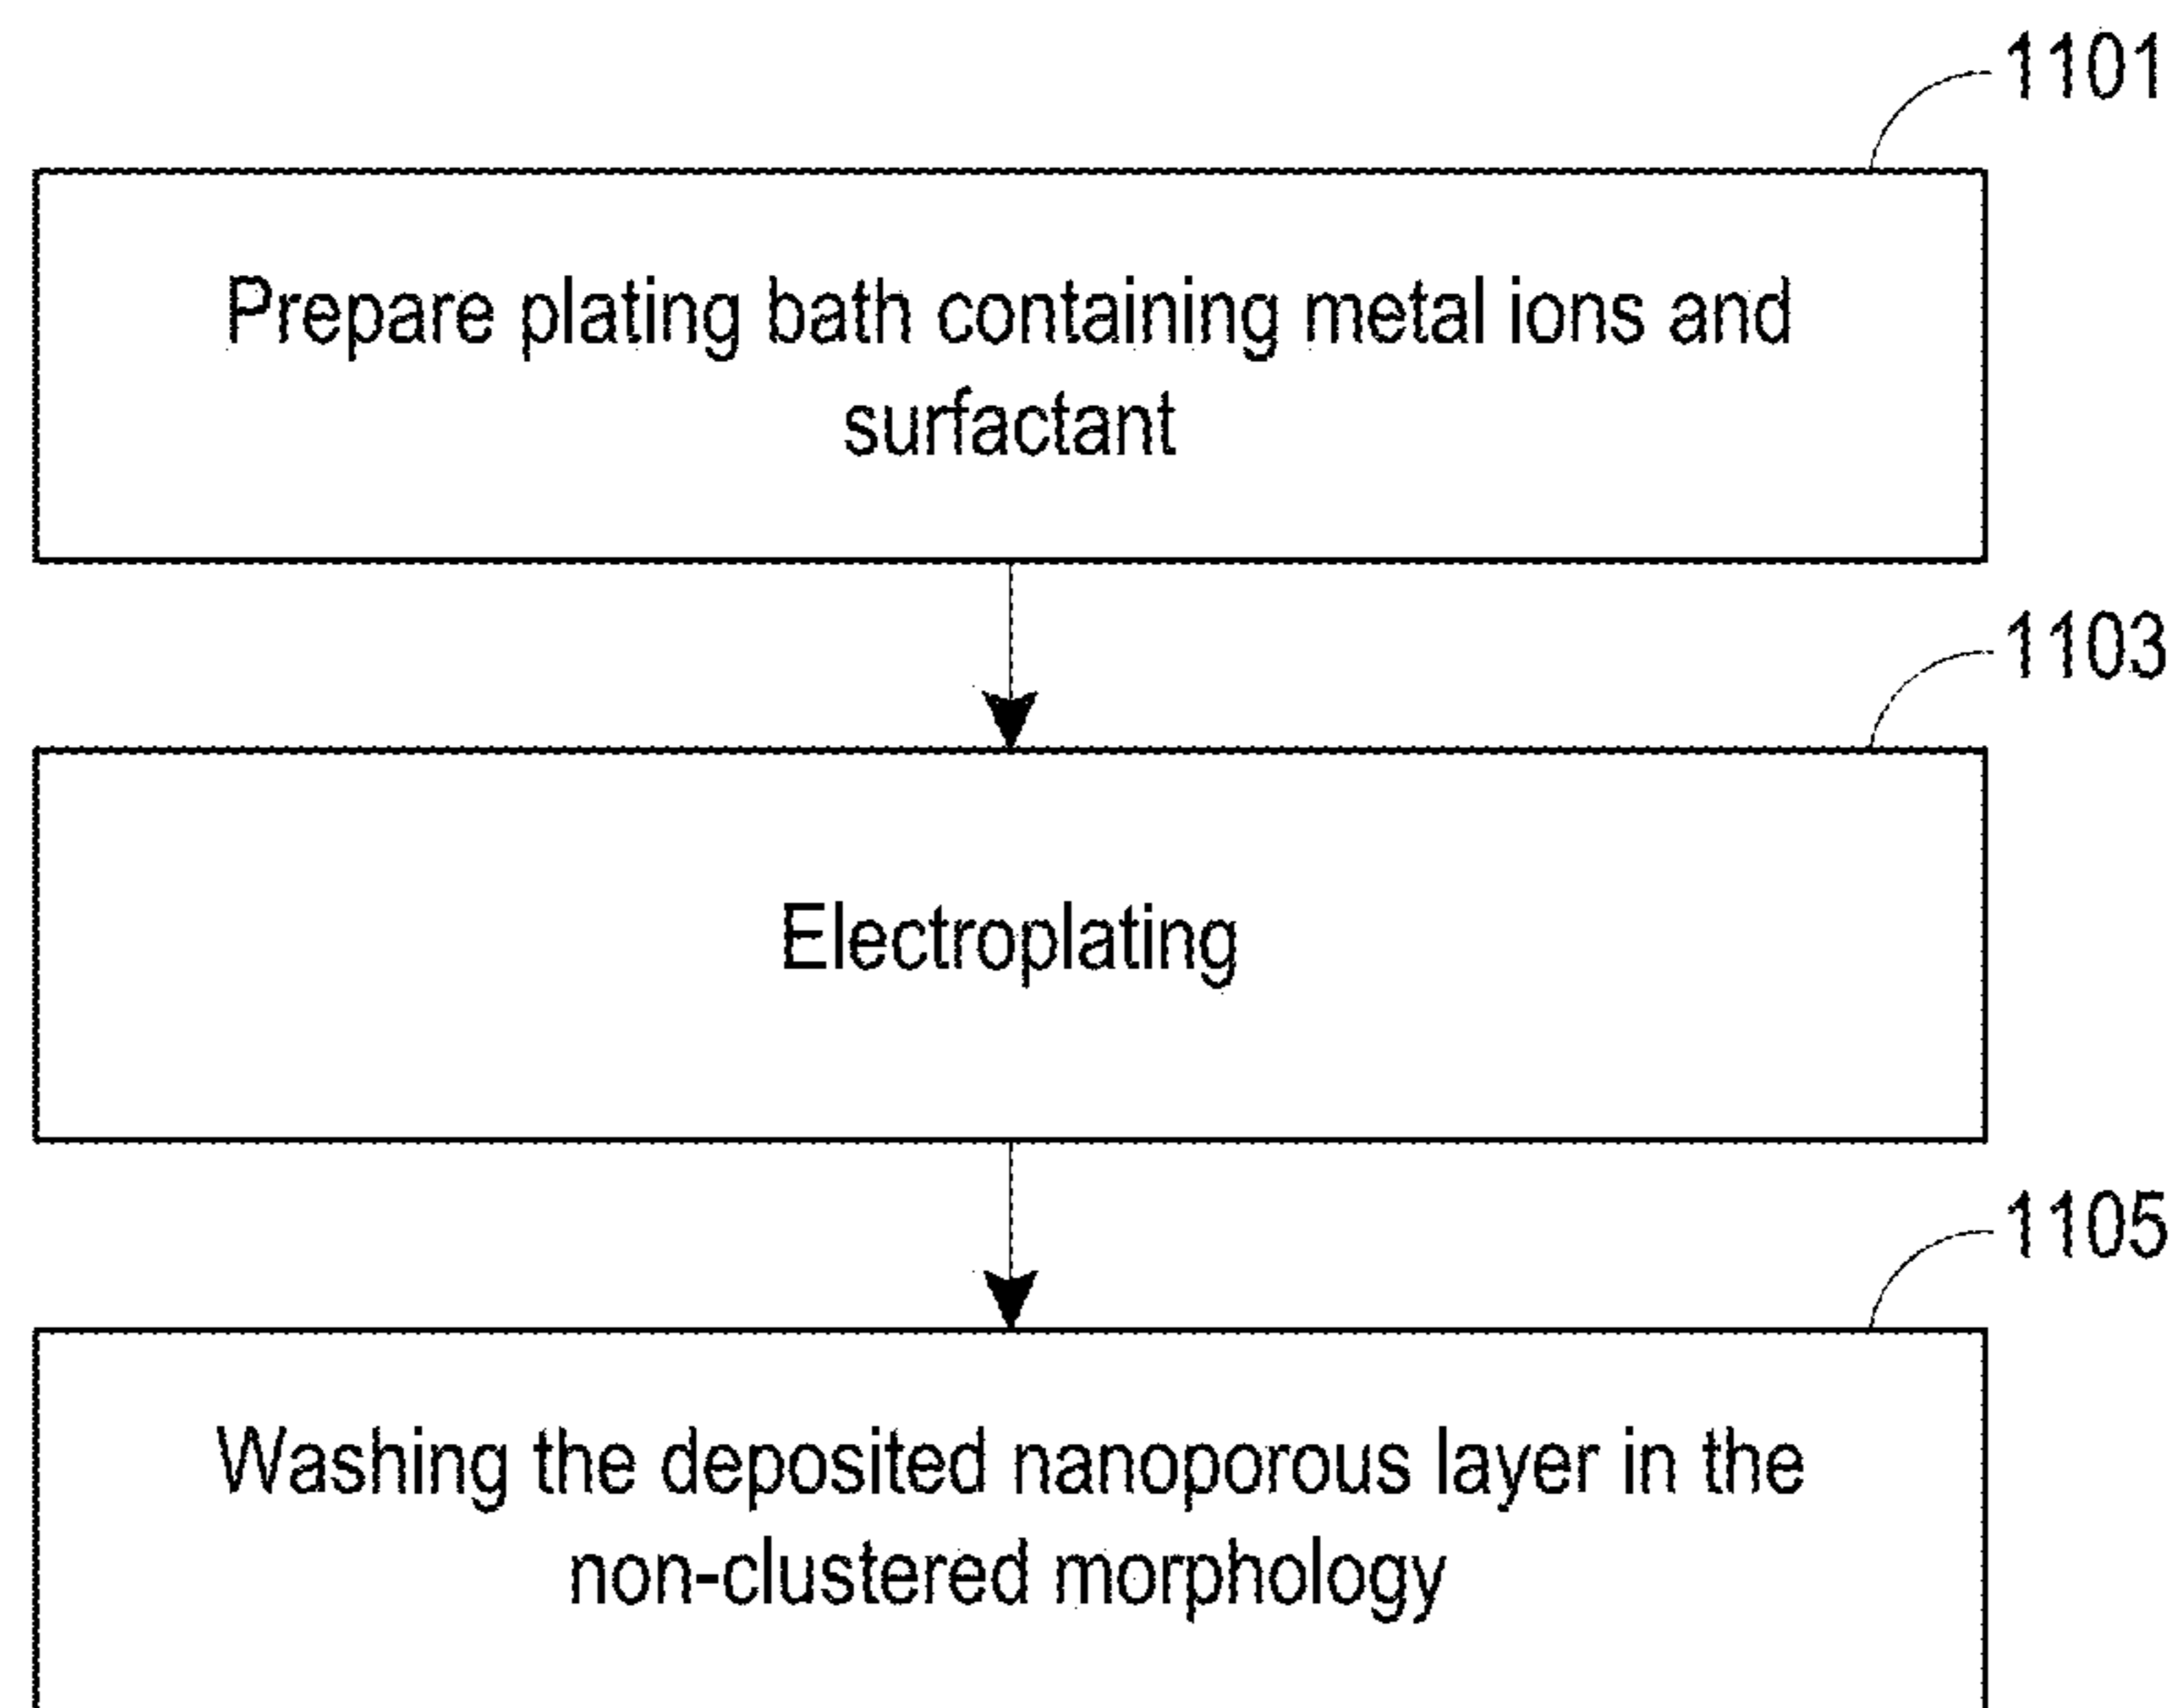 1101
Prepare plating bath containing metal ions and
surfactant
1103
Electroplating
1105
Washing the deposited nanoporous layer in the
non-clustered morphology